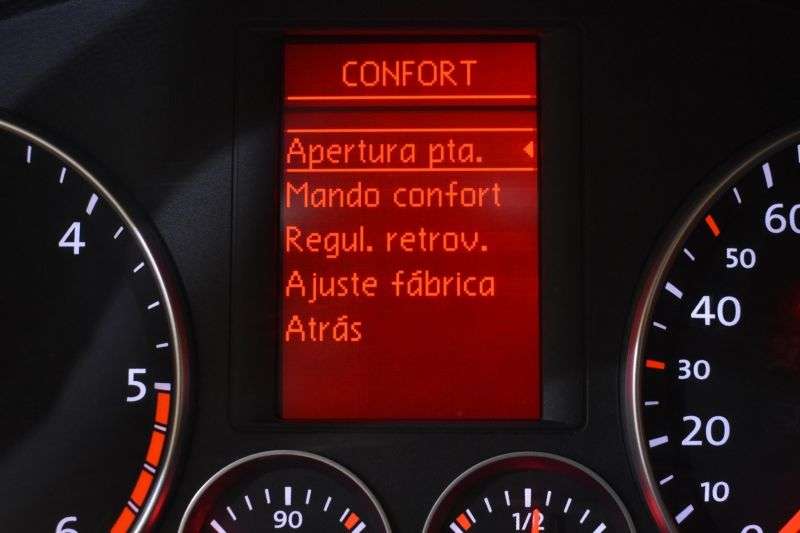 CONFORT
Apertura pta.
Mando confort
Regul. retrov.
Ajuste fábrica
Atrás
4
5
6
60
50
40
30
20
10
0
90
1/2